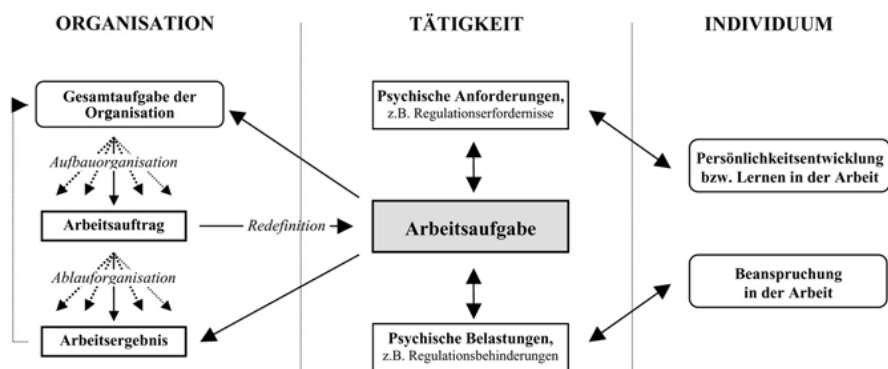 ORGANISATION
TÄTIGKEIT
INDIVIDUUM
Gesamtaufgabe der
Organisation
Aufbauorganisation
Arbeitsauftrag
Redefinition
Ablauforganisation
Arbeitsergebnis
Psychische Anforderungen,
z.B. Regulationserfordernisse
Arbeitsaufgabe
Psychische Belastungen,
z.B. Regulationsbehinderungen
Persönlichkeitsentwicklung
bzw. Lernen in der Arbeit
Beanspruchung
in der Arbeit